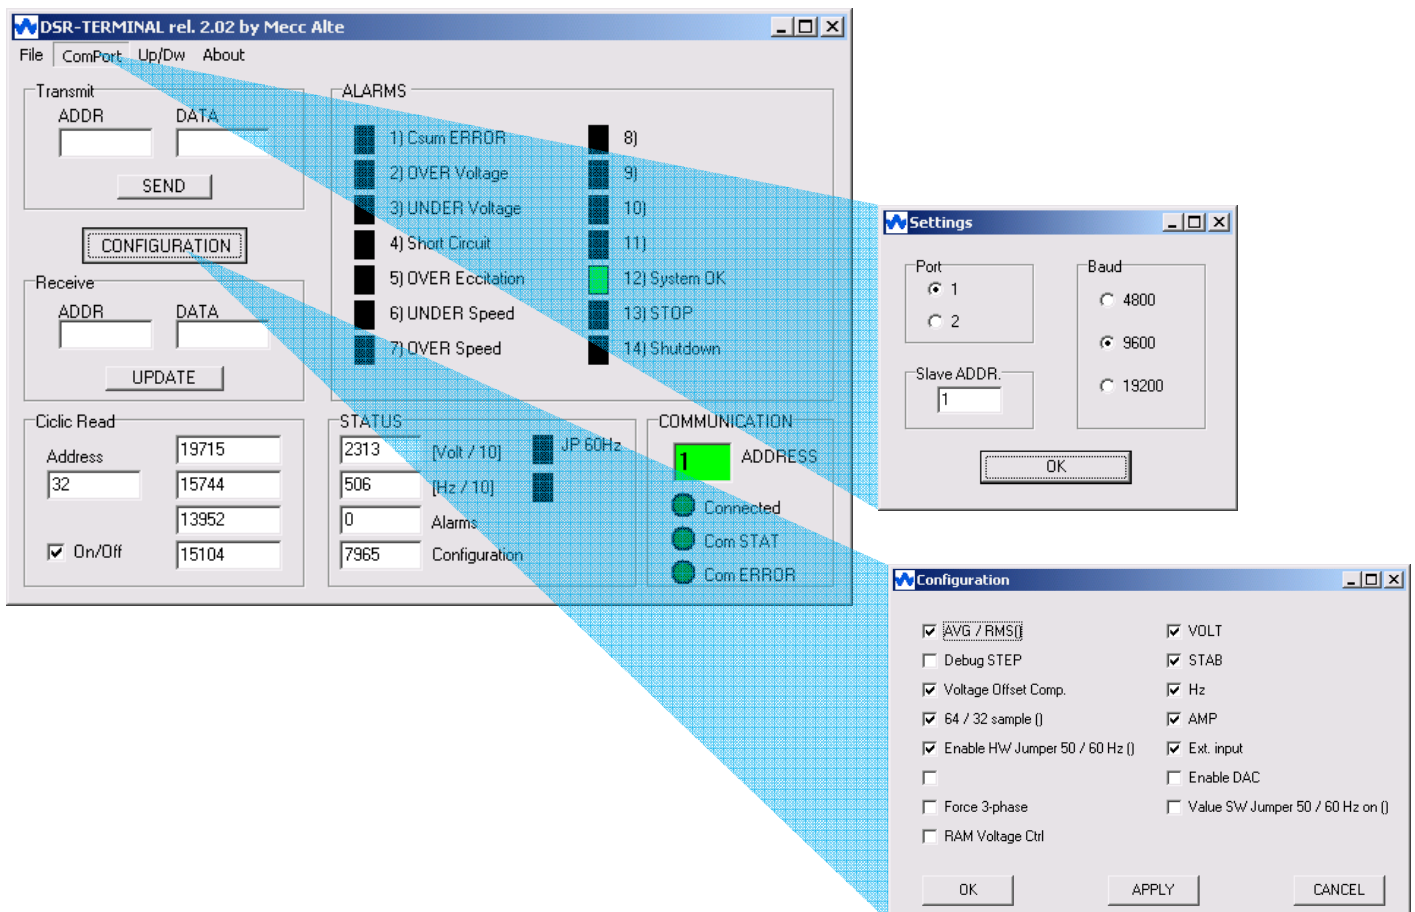 DSR-TERMINAL rel. 2.02 by Mecc Alte
File ComPort Up/Dw About
Transmit
ADDR DATA
SEND
CONFIGURATION
Receive
ADDR DATA
UPDATE
ALARMS
1) Csum ERROR
2) OVER Voltage
3) UNDER Voltage
4) Short Circuit
5) OVER Eccitation
6) UNDER Speed
7) OVER Speed
8)
9)
10)
11)
12) System OK
13) STOP
14) Shutdown
Ciclic Read
Address
32
On/Off
19715
15744
13952
15104
STATUS
2313 [Volt / 10] JP 60Hz
506 [Hz / 10]
0 Alarms
7965 Configuration
COMMUNICATION
1 ADDRESS
Connected
Com STAT
Com ERROR
Settings
Port
1
2
Slave ADDR.
1
Baud
4800
9600
19200
OK
Configuration
AVG / RMS()
Debug STEP
Voltage Offset Comp.
64 / 32 sample ()
Enable HW Jumper 50 / 60 Hz ()
Force 3-phase
RAM Voltage Ctrl
VOLT
STAB
Hz
AMP
Ext. input
Enable DAC
Value SW Jumper 50 / 60 Hz on ()
OK APPLY CANCEL